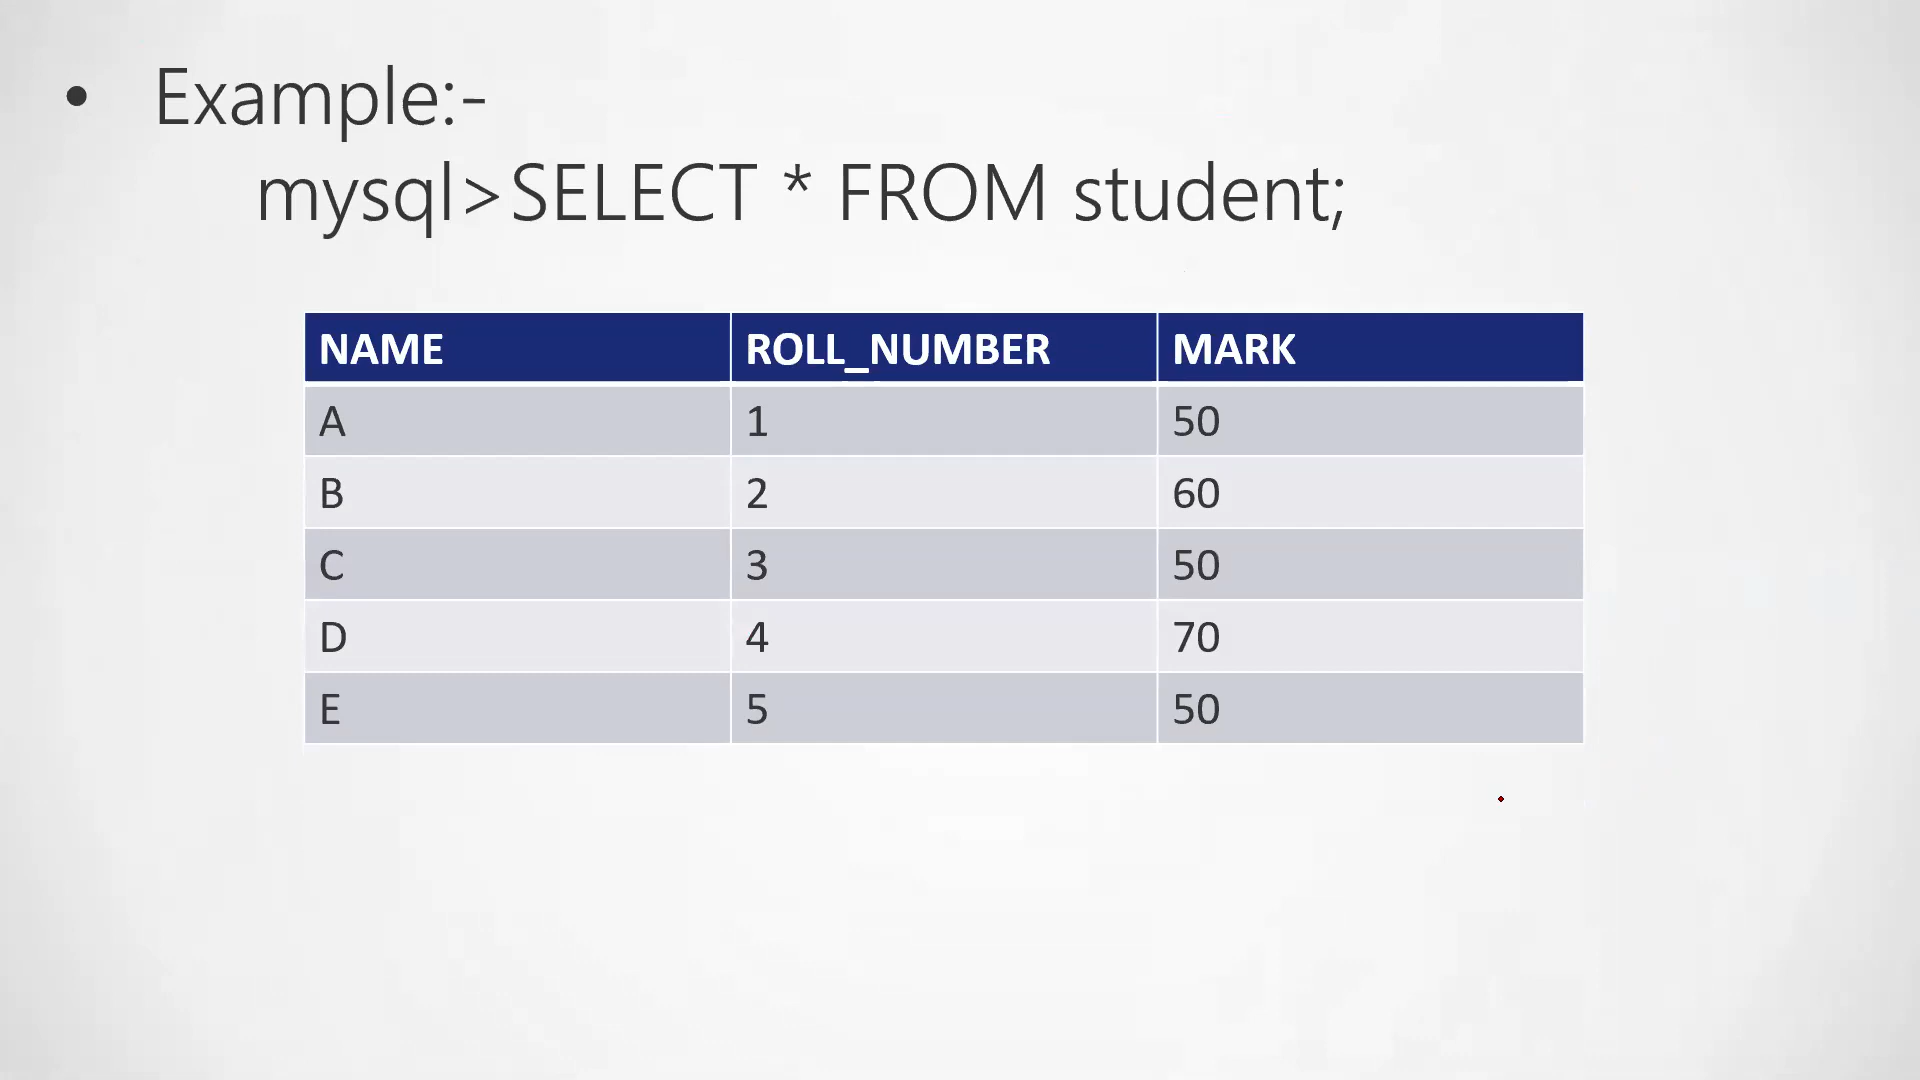 • Example:-
mysql>SELECT * FROM student;
NAME ROLL_NUMBER MARK
A 1 50
B 2 60
C 3 50
D 4 70
E 5 50